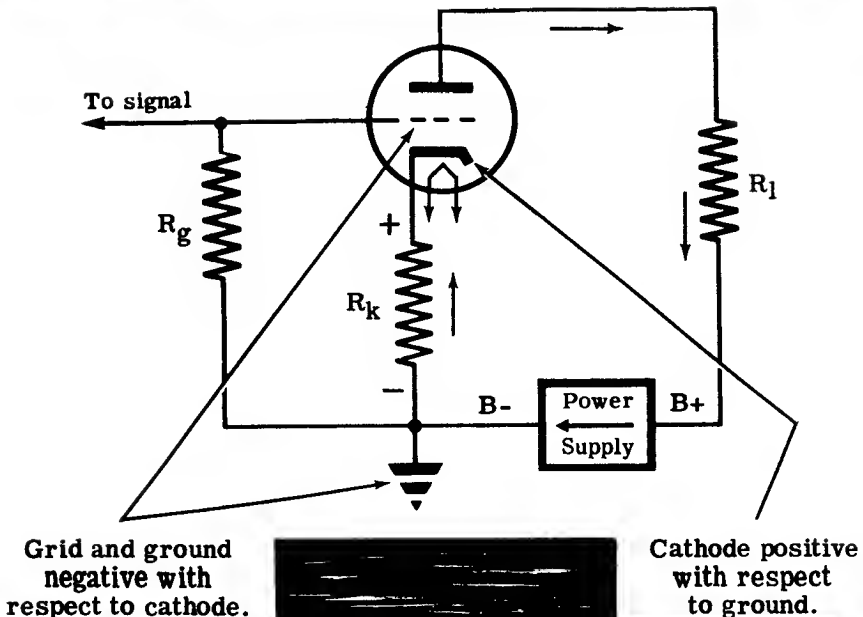 To signal
Rg
+
Rk
−
Rl
B-
Power
Supply
B+
Grid and ground
negative with
respect to cathode.
Cathode positive
with respect
to ground.